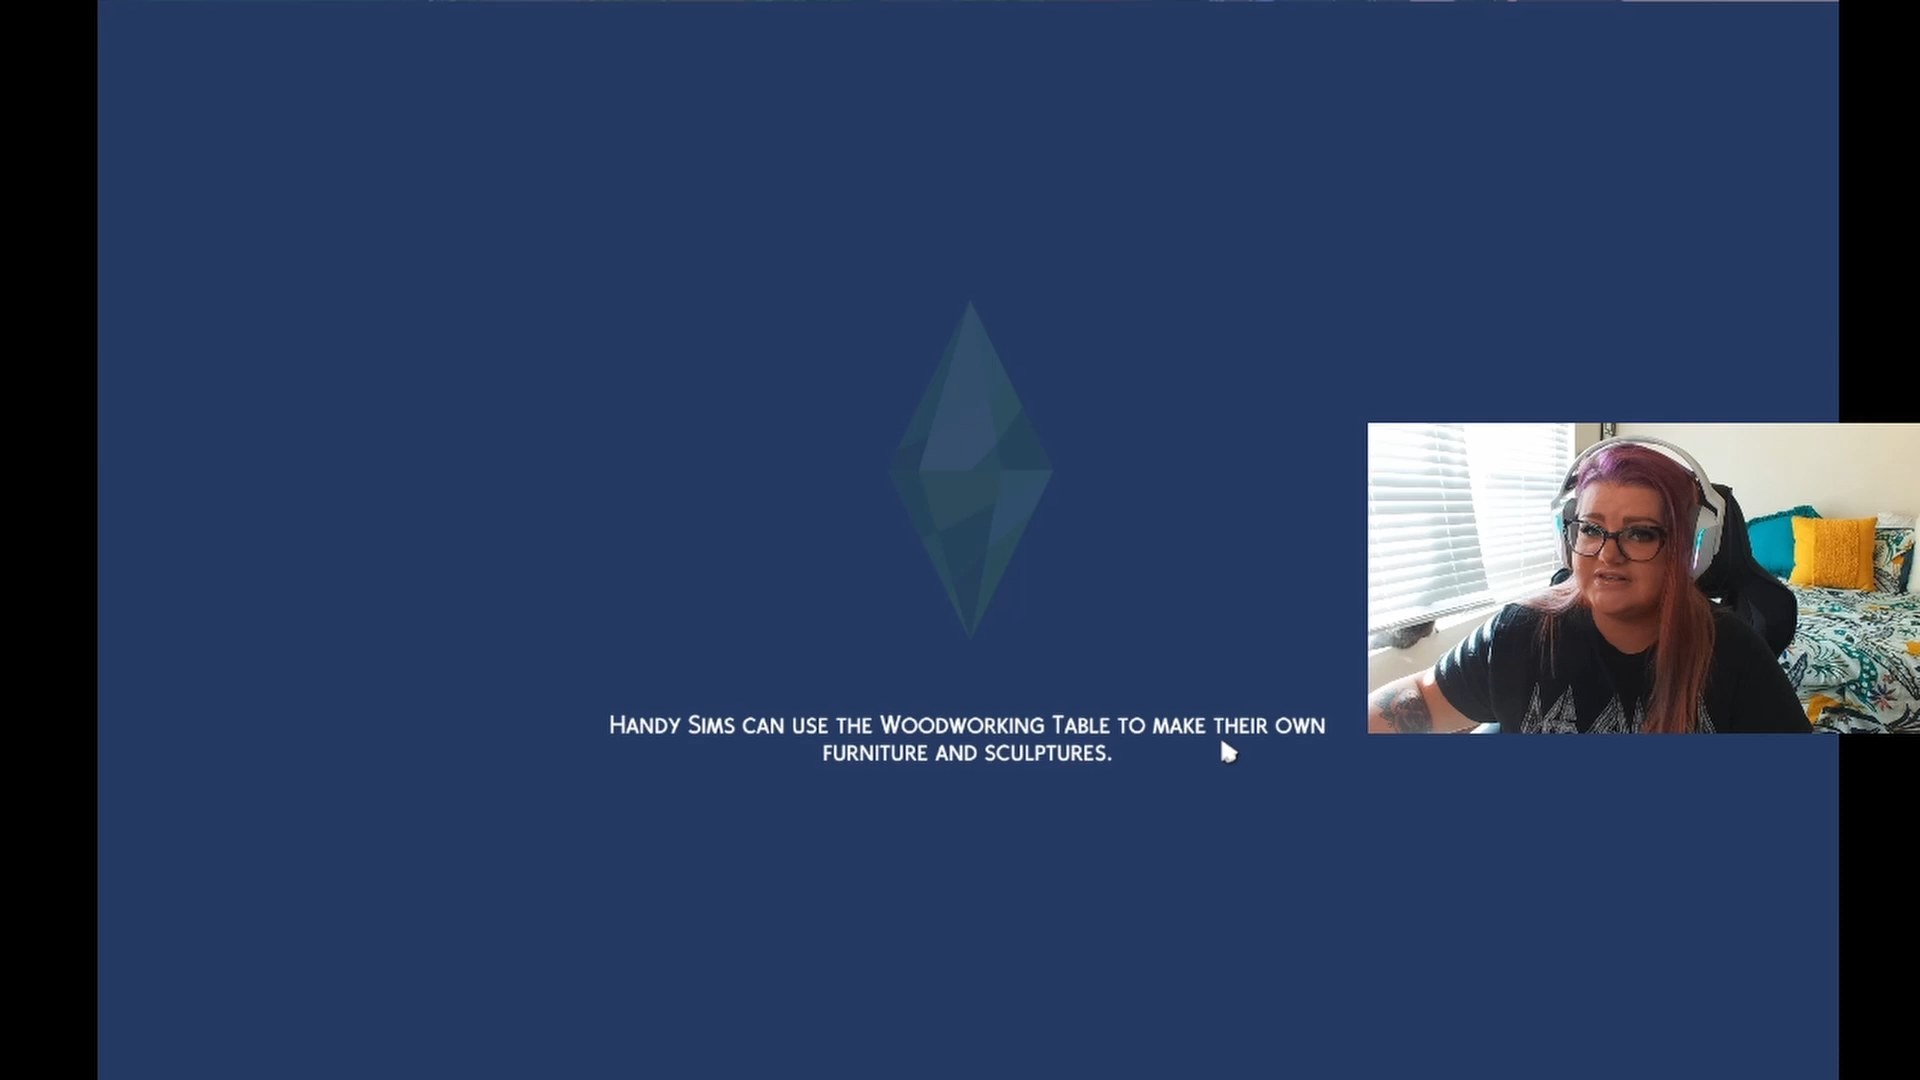 HANDY SIMS CAN USE THE WOODWORKING TABLE TO MAKE THEIR OWN
FURNITURE AND SCULPTURES.